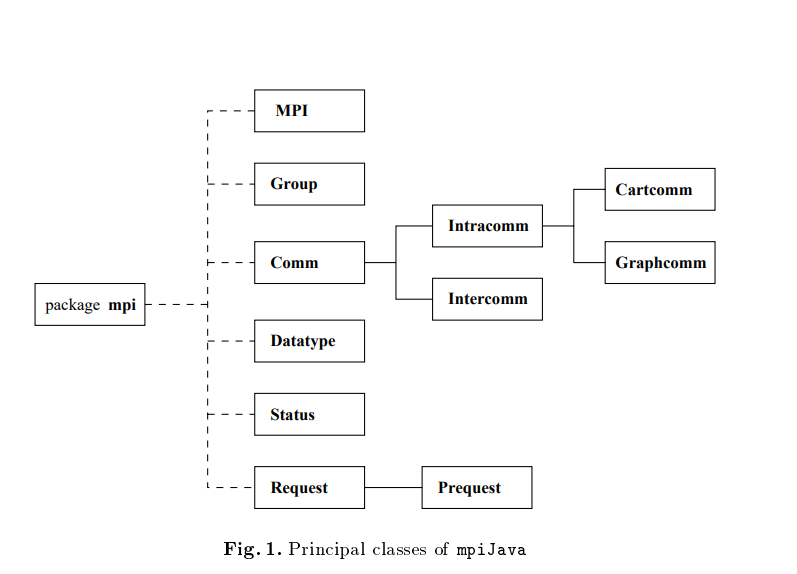 MPI
Group
Cartcomm
Intracomm
Comm
Graphcomm
Intercomm
package mpi
Datatype
Status
Request
Prequest
Fig. 1. Principal classes of mpiJava